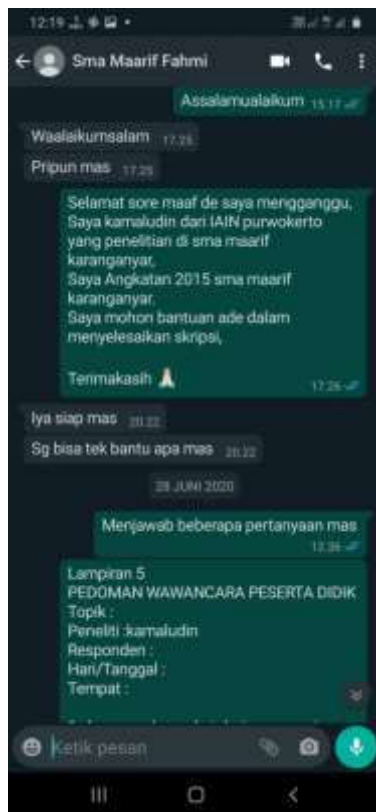 12:19
Sma Maarif Fahmi
Assalamualaikum 15.17
Waalaikumsalam 17.25
Pripun mas 17.25
Selamat sore maaf de saya mengganggu,
Saya kamaludin dari IAIN purwokerto
yang penelitian di sma maarif
karanganyar,
Saya Angkatan 2015 sma maarif
karanganyar.
Saya mohon bantuan ade dalam
menyelesaikan skripsi,
Terimakasih
17.26
Iya siap mas 20.22
Sg bisa tek bantu apa mas 20.22
28 JUNI 2020
Menjawab beberapa pertanyaan mas
Lampiran 5
PEDOMAN WAWANCARA PESERTA DIDIK
Topik :
Peneliti :kamaludin
Responden :
Hari/Tanggal :
Tempat :
Ketik pesan